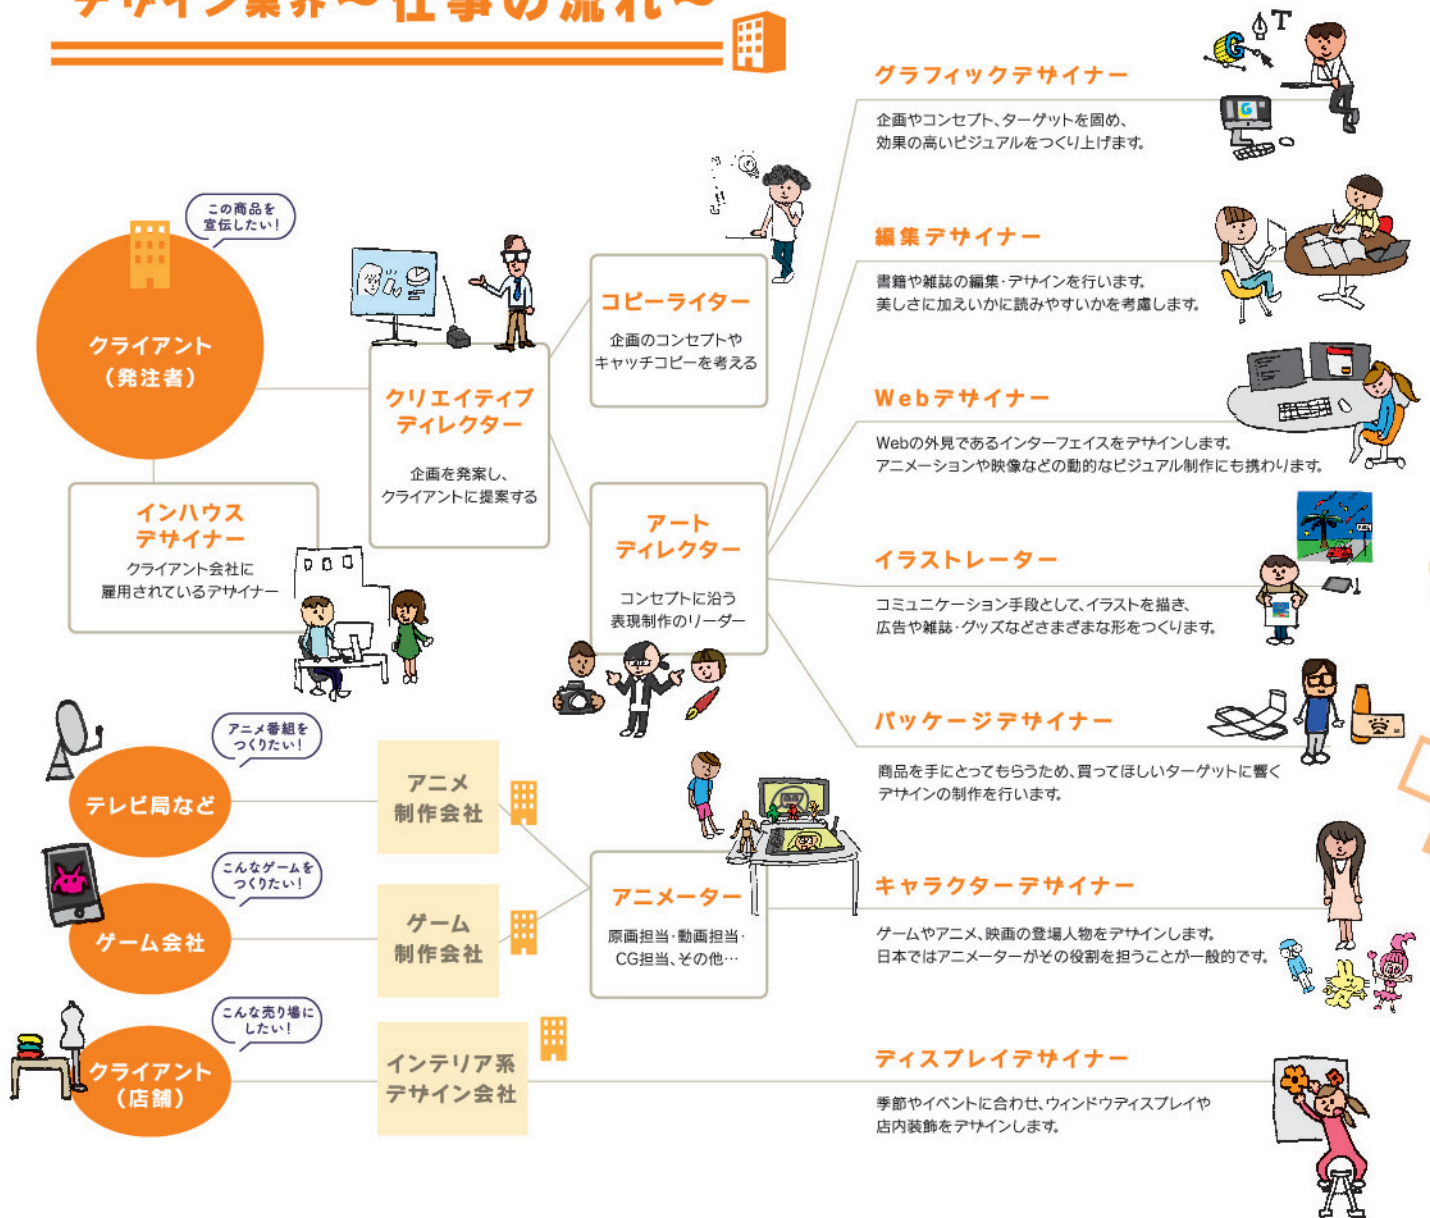 デザイン業界～仕事の流れ～
この商品を
宣伝したい!
クライアント
(発注者)
インハウス
デザイナー
クライアント会社に
雇用されているデザイナー
クリエイティブ
ディレクター
企画を発案し、
クライアントに提案する
コピーライター
企画のコンセプトや
キャッチコピーを考える
アート
ディレクター
コンセプトに沿う
表現制作のリーダー
グラフィックデザイナー
企画やコンセプト、ターゲットを固め、
効果の高いビジュアルをつくり上げます。
編集デザイナー
書籍や雑誌の編集・デザインを行います。
美しさに加えいかに読みやすいかを考慮します。
Webデザイナー
Webの外見であるインターフェイスをデザインします。
アニメーションや映像などの動的なビジュアル制作にも携わります。
イラストレーター
コミュニケーション手段として、イラストを描き、
広告や雑誌・グッズなどさまざまな形をつくります。
パッケージデザイナー
商品を手にとってもらうため、買ってほしいターゲットに響く
デザインの制作を行います。
アニメ番組を
つくりたい!
テレビ局など
アニメ
制作会社
こんなゲームを
つくりたい!
ゲーム会社
ゲーム
制作会社
アニメーター
原画担当・動画担当・
CG担当、その他…
キャラクターデザイナー
ゲームやアニメ、映画の登場人物をデザインします。
日本ではアニメーターがその役割を担うことが一般的です。
こんな売り場に
したい!
クライアント
(店舗)
インテリア系
デザイン会社
ディスプレイデザイナー
季節やイベントに合わせ、ウィンドウディスプレイや
店内装飾をデザインします。
G
T
G